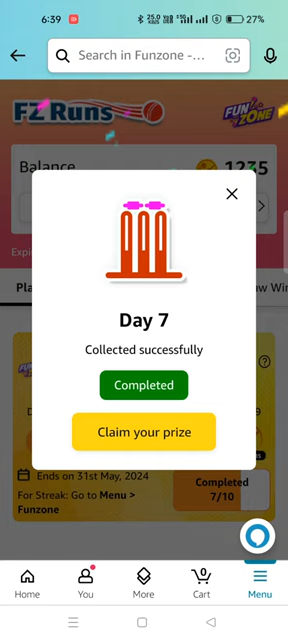 6:39
27%
Search in Funzone -...
FZ Runs
FUN
ZONE
Balance
1235
Day 7
Collected successfully
Completed
Claim your prize
Ends on 31st May, 2024
For Streak: Go to Menu >
Funzone
Completed
7/10
Home
You
More
0
Cart
Menu